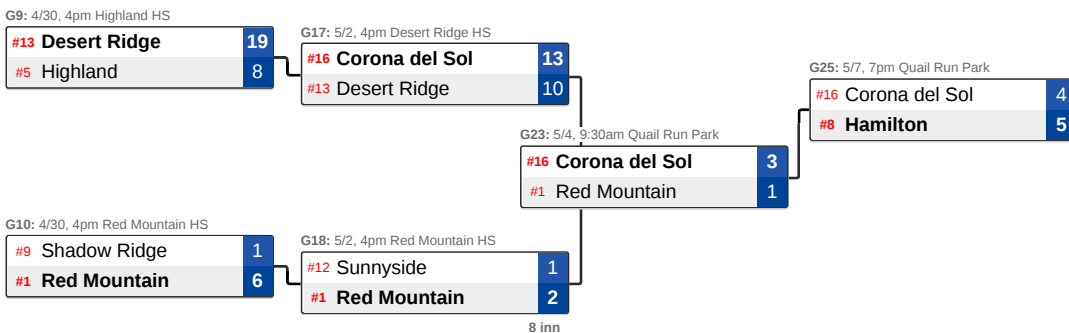 G9: 4/30, 4pm Highland HS
#13 Desert Ridge 19
#5 Highland 8
G17: 5/2, 4pm Desert Ridge HS
#16 Corona del Sol 13
#13 Desert Ridge 10
G25: 5/7, 7pm Quail Run Park
#16 Corona del Sol 4
#8 Hamilton 5
G23: 5/4, 9:30am Quail Run Park
#16 Corona del Sol 3
#1 Red Mountain 1
G10: 4/30, 4pm Red Mountain HS
#9 Shadow Ridge 1
#1 Red Mountain 6
G18: 5/2, 4pm Red Mountain HS
#12 Sunnyside 1
#1 Red Mountain 2
8 inn